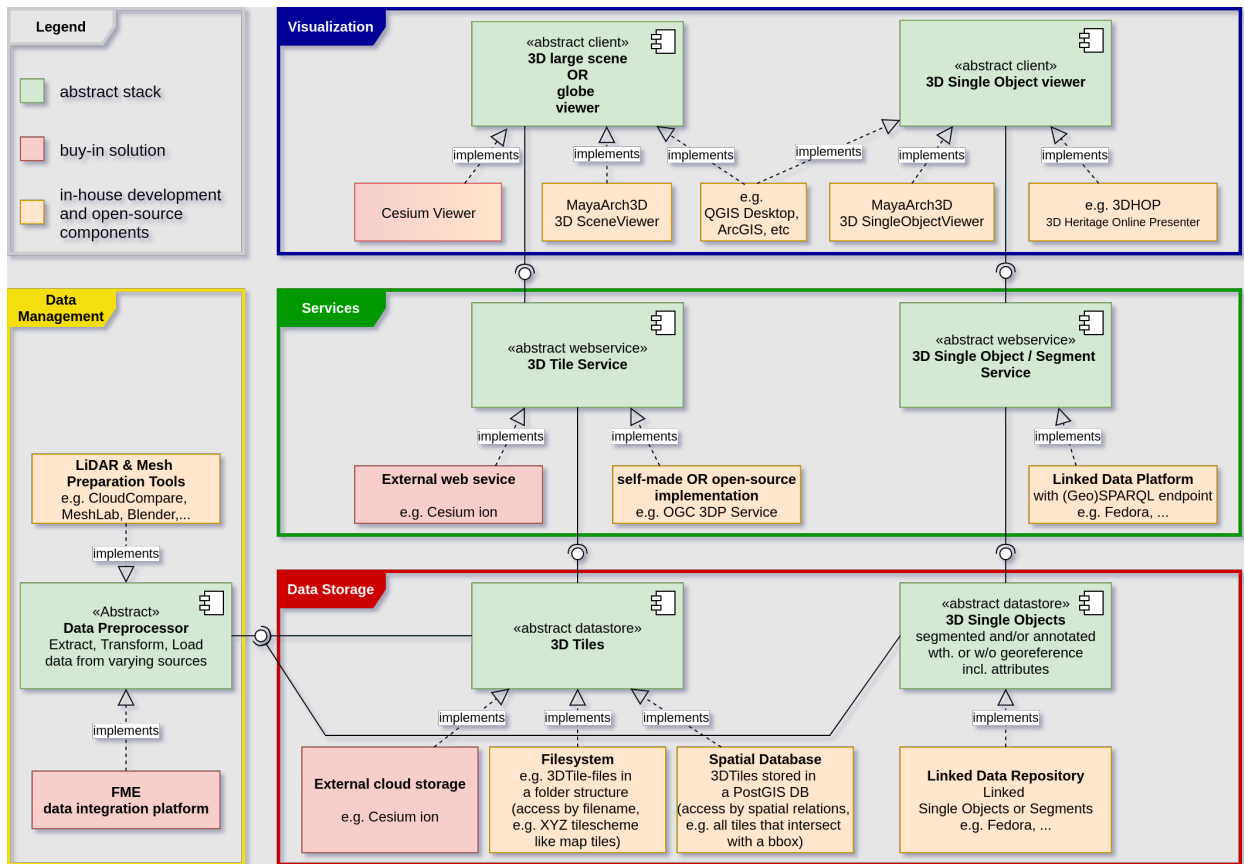 Legend
abstract stack
buy-in solution
in-house development
and open-source
components
Visualization
«abstract client»
3D large scene
OR
globe
viewer
«abstract client»
3D Single Object viewer
implements
implements
implements
implements
implements
implements
Cesium Viewer
MayaArch3D
3D SceneViewer
e.g.
QGIS Desktop,
ArcGIS, etc
MayaArch3D
3D SingleObjectViewer
e.g. 3DHOP
3D Heritage Online Presenter
Data
Management
LiDAR & Mesh
Preparation Tools
e.g. CloudCompare,
MeshLab, Blender,...
implements
«Abstract»
Data Preprocessor
Extract, Transform, Load
data from varying sources
implements
FME
data integration platform
Services
«abstract webservice»
3D Tile Service
«abstract webservice»
3D Single Object / Segment
Service
implements
implements
implements
External web sevice
e.g. Cesium ion
self-made OR open-source
implementation
e.g. OGC 3DP Service
Linked Data Platform
with (Geo)SPARQL endpoint
e.g. Fedora, ...
Data Storage
«abstract datastore»
3D Tiles
«abstract datastore»
3D Single Objects
segmented and/or annotated
wth. or w/o georeference
incl. attributes
implements
implements
implements
implements
External cloud storage
e.g. Cesium ion
Filesystem
e.g. 3DTile-files in
a folder structure
(access by filename,
e.g. XYZ tilescheme
like map tiles)
Spatial Database
3DTiles stored in
a PostGIS DB
(access by spatial relations,
e.g. all tiles that intersect
with a bbox)
Linked Data Repository
Linked
Single Objects or Segments
e.g. Fedora, ...